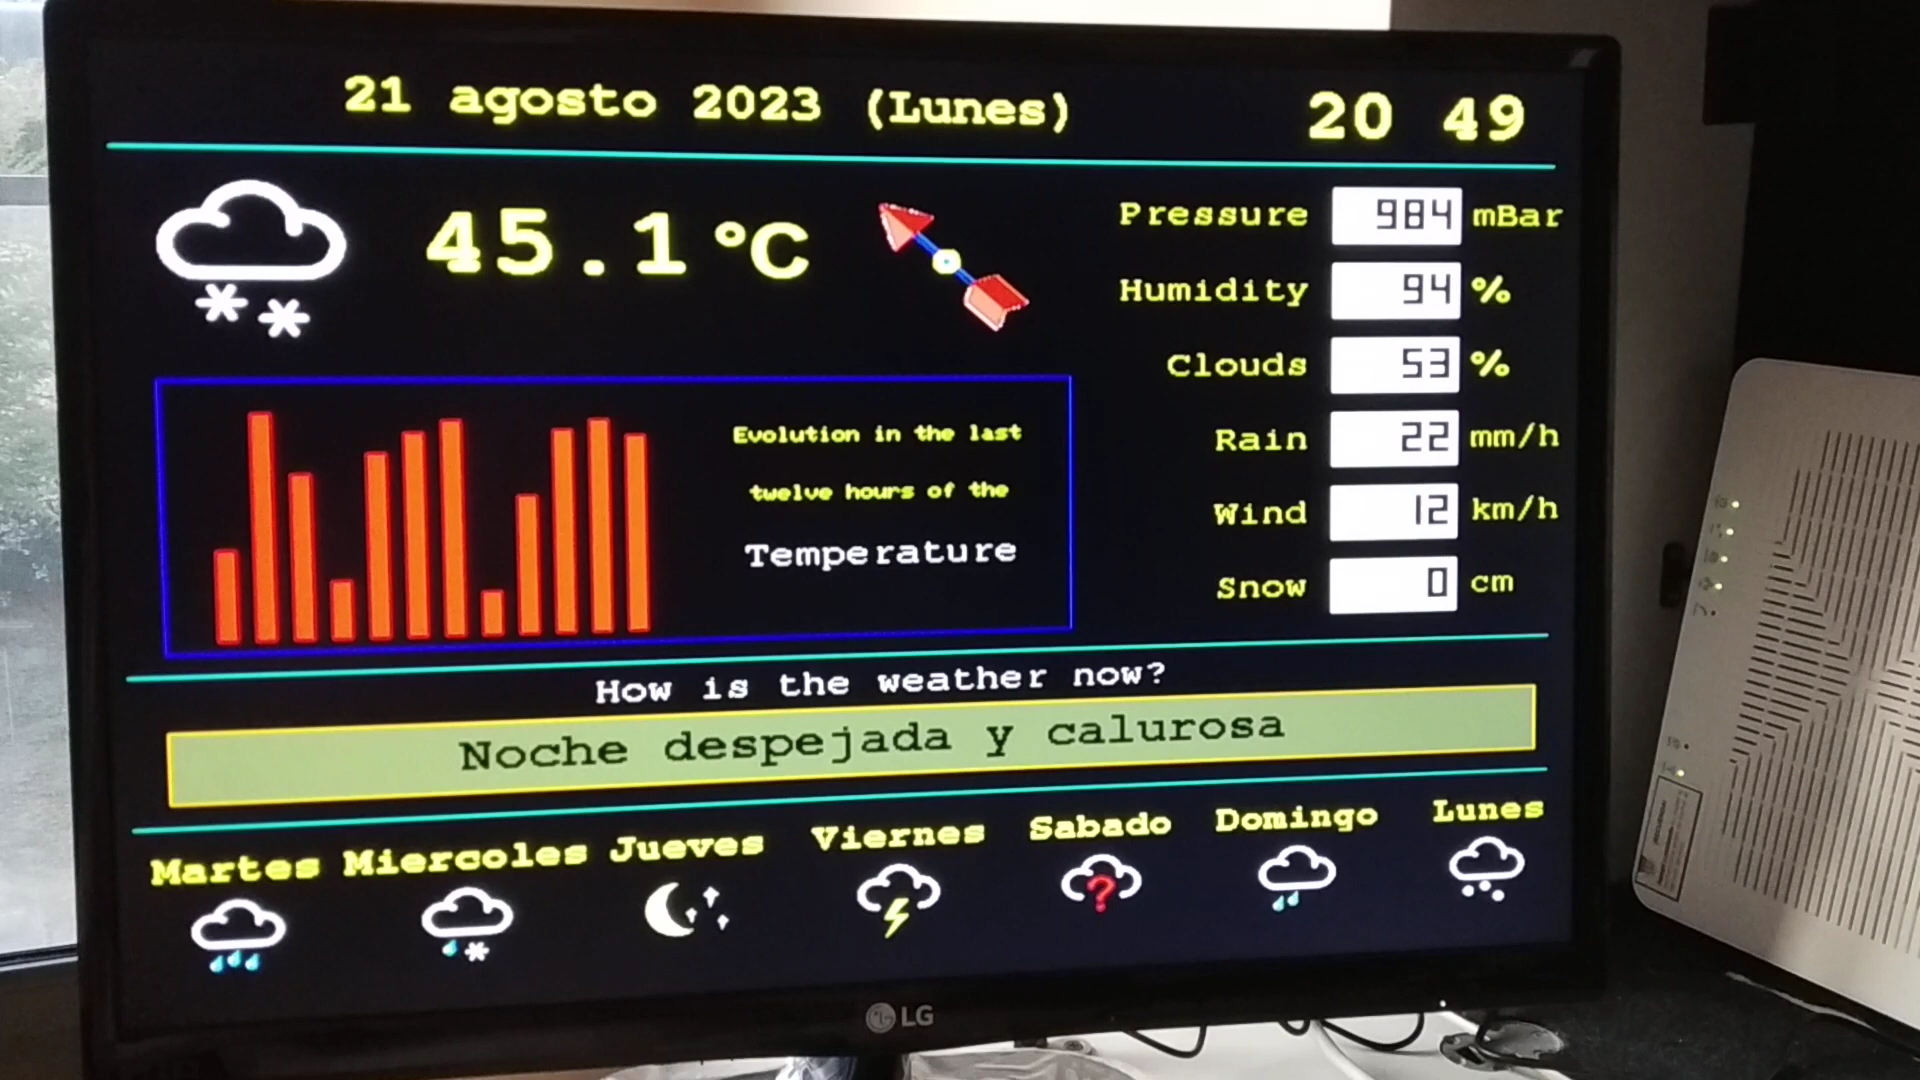 21 agosto 2023 (Lunes) 20 49
45.1 °C
Pressure 984 mBar
Humidity 94 %
Clouds 53 %
Rain 22 mm/h
Wind 12 km/h
Snow 0 cm
Evolution in the last
twelve hours of the
Temperature
How is the weather now?
Noche despejada y calurosa
Martes Miercoles Jueves Viernes Sabado Domingo Lunes
?
LG